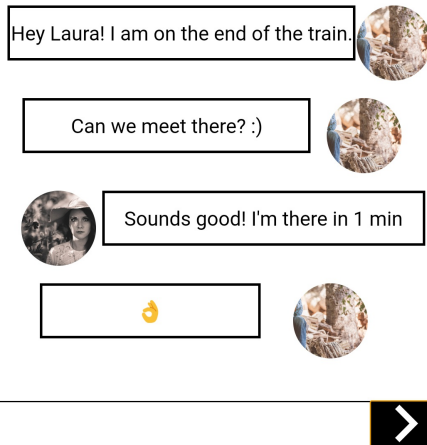 Hey Laura! I am on the end of the train.
Can we meet there? :)
Sounds good! I'm there in 1 min
👌